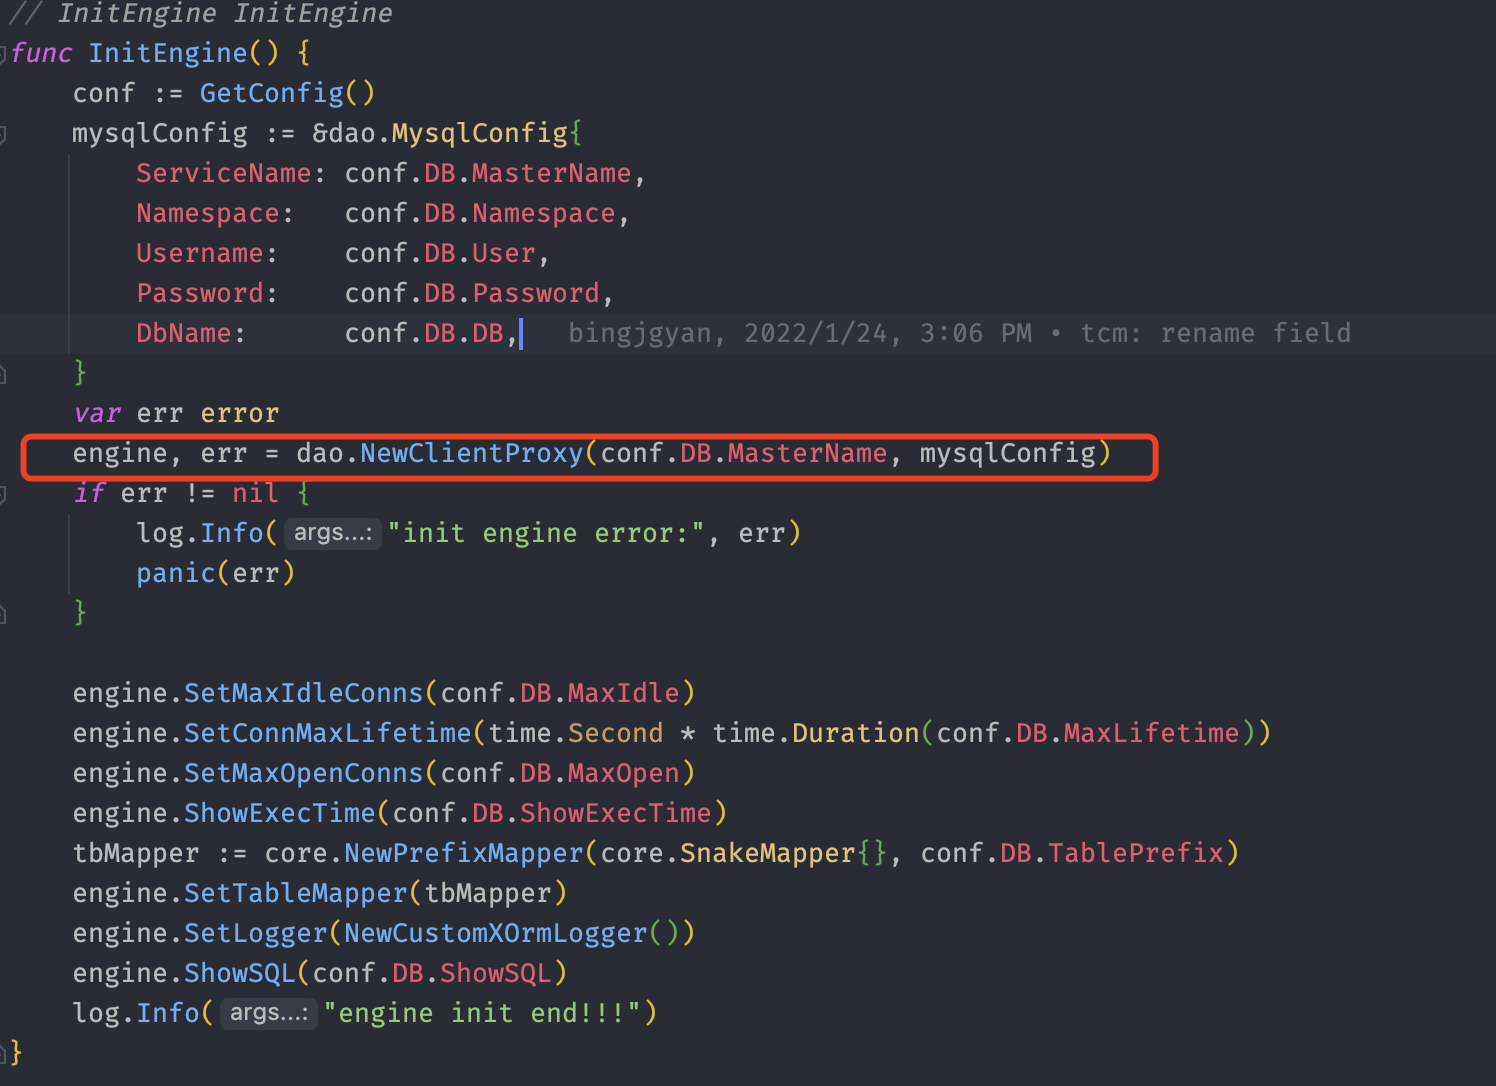 // InitEngine InitEngine
func InitEngine() {
    conf := GetConfig()
    mysqlConfig := &dao.MysqlConfig{
        ServiceName: conf.DB.MasterName,
        Namespace:   conf.DB.Namespace,
        Username:    conf.DB.User,
        Password:    conf.DB.Password,
        DbName:      conf.DB.DB,   bingjgyan, 2022/1/24, 3:06 PM • tcm: rename field
    }
    var err error
    engine, err = dao.NewClientProxy(conf.DB.MasterName, mysqlConfig)
    if err != nil {
        log.Info( args...: "init engine error:", err)
        panic(err)
    }
    engine.SetMaxIdleConns(conf.DB.MaxIdle)
    engine.SetConnMaxLifetime(time.Second * time.Duration(conf.DB.MaxLifetime))
    engine.SetMaxOpenConns(conf.DB.MaxOpen)
    engine.ShowExecTime(conf.DB.ShowExecTime)
    tbMapper := core.NewPrefixMapper(core.SnakeMapper{}, conf.DB.TablePrefix)
    engine.SetTableMapper(tbMapper)
    engine.SetLogger(NewCustomXOrmLogger())
    engine.ShowSQL(conf.DB.ShowSQL)
    log.Info( args...: "engine init end!!!")
}